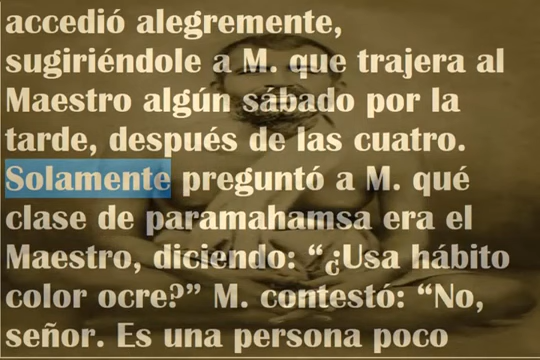 accedió alegremente,
sugiriéndole a M. que trajera al
Maestro algún sábado por la
tarde, después de las cuatro.
Solamente preguntó a M. qué
clase de paramahamsa era el
Maestro, diciendo: “¿Usa hábito
color ocre?” M. contestó: “No,
señor. Es una persona poco